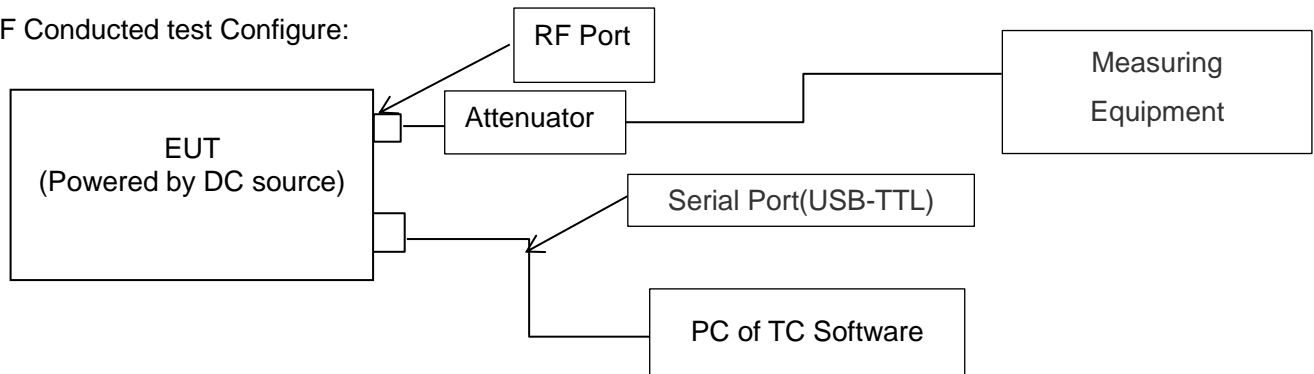 F Conducted test Configure:
RF Port
Measuring
Equipment
Attenuator
EUT
(Powered by DC source)
Serial Port(USB-TTL)
PC of TC Software